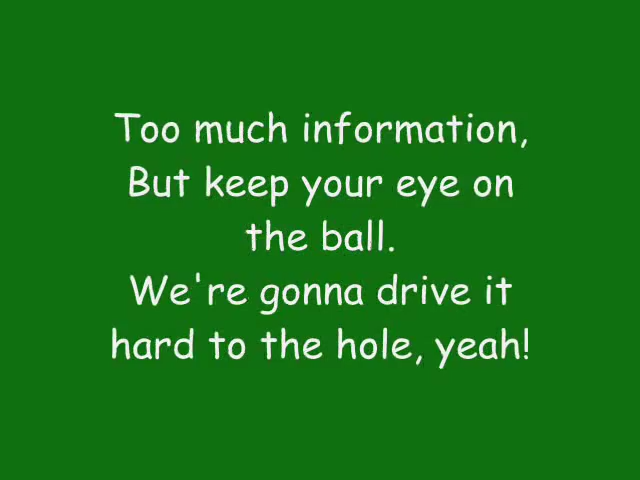 Too much information,
But keep your eye on
the ball.
We're gonna drive it
hard to the hole, yeah!